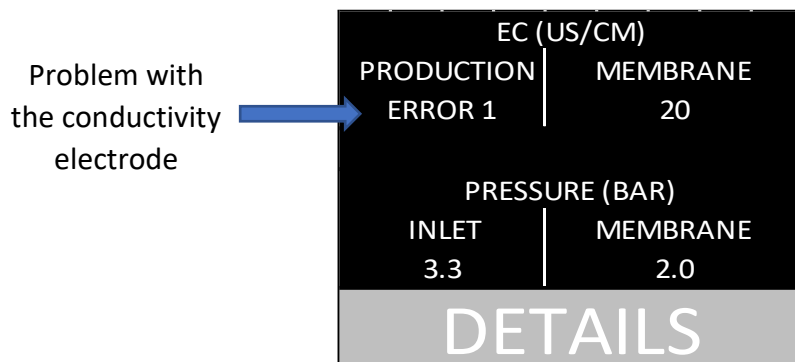 Problem with
the conductivity
electrode
EC (US/CM)
PRODUCTION MEMBRANE
ERROR 1 20
PRESSURE (BAR)
INLET MEMBRANE
3.3 2.0
DETAILS